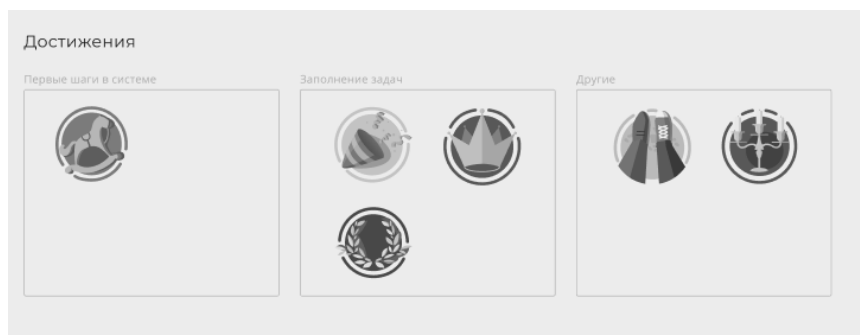 Достижения
Первые шаги в системе
Заполнение задач
Другие